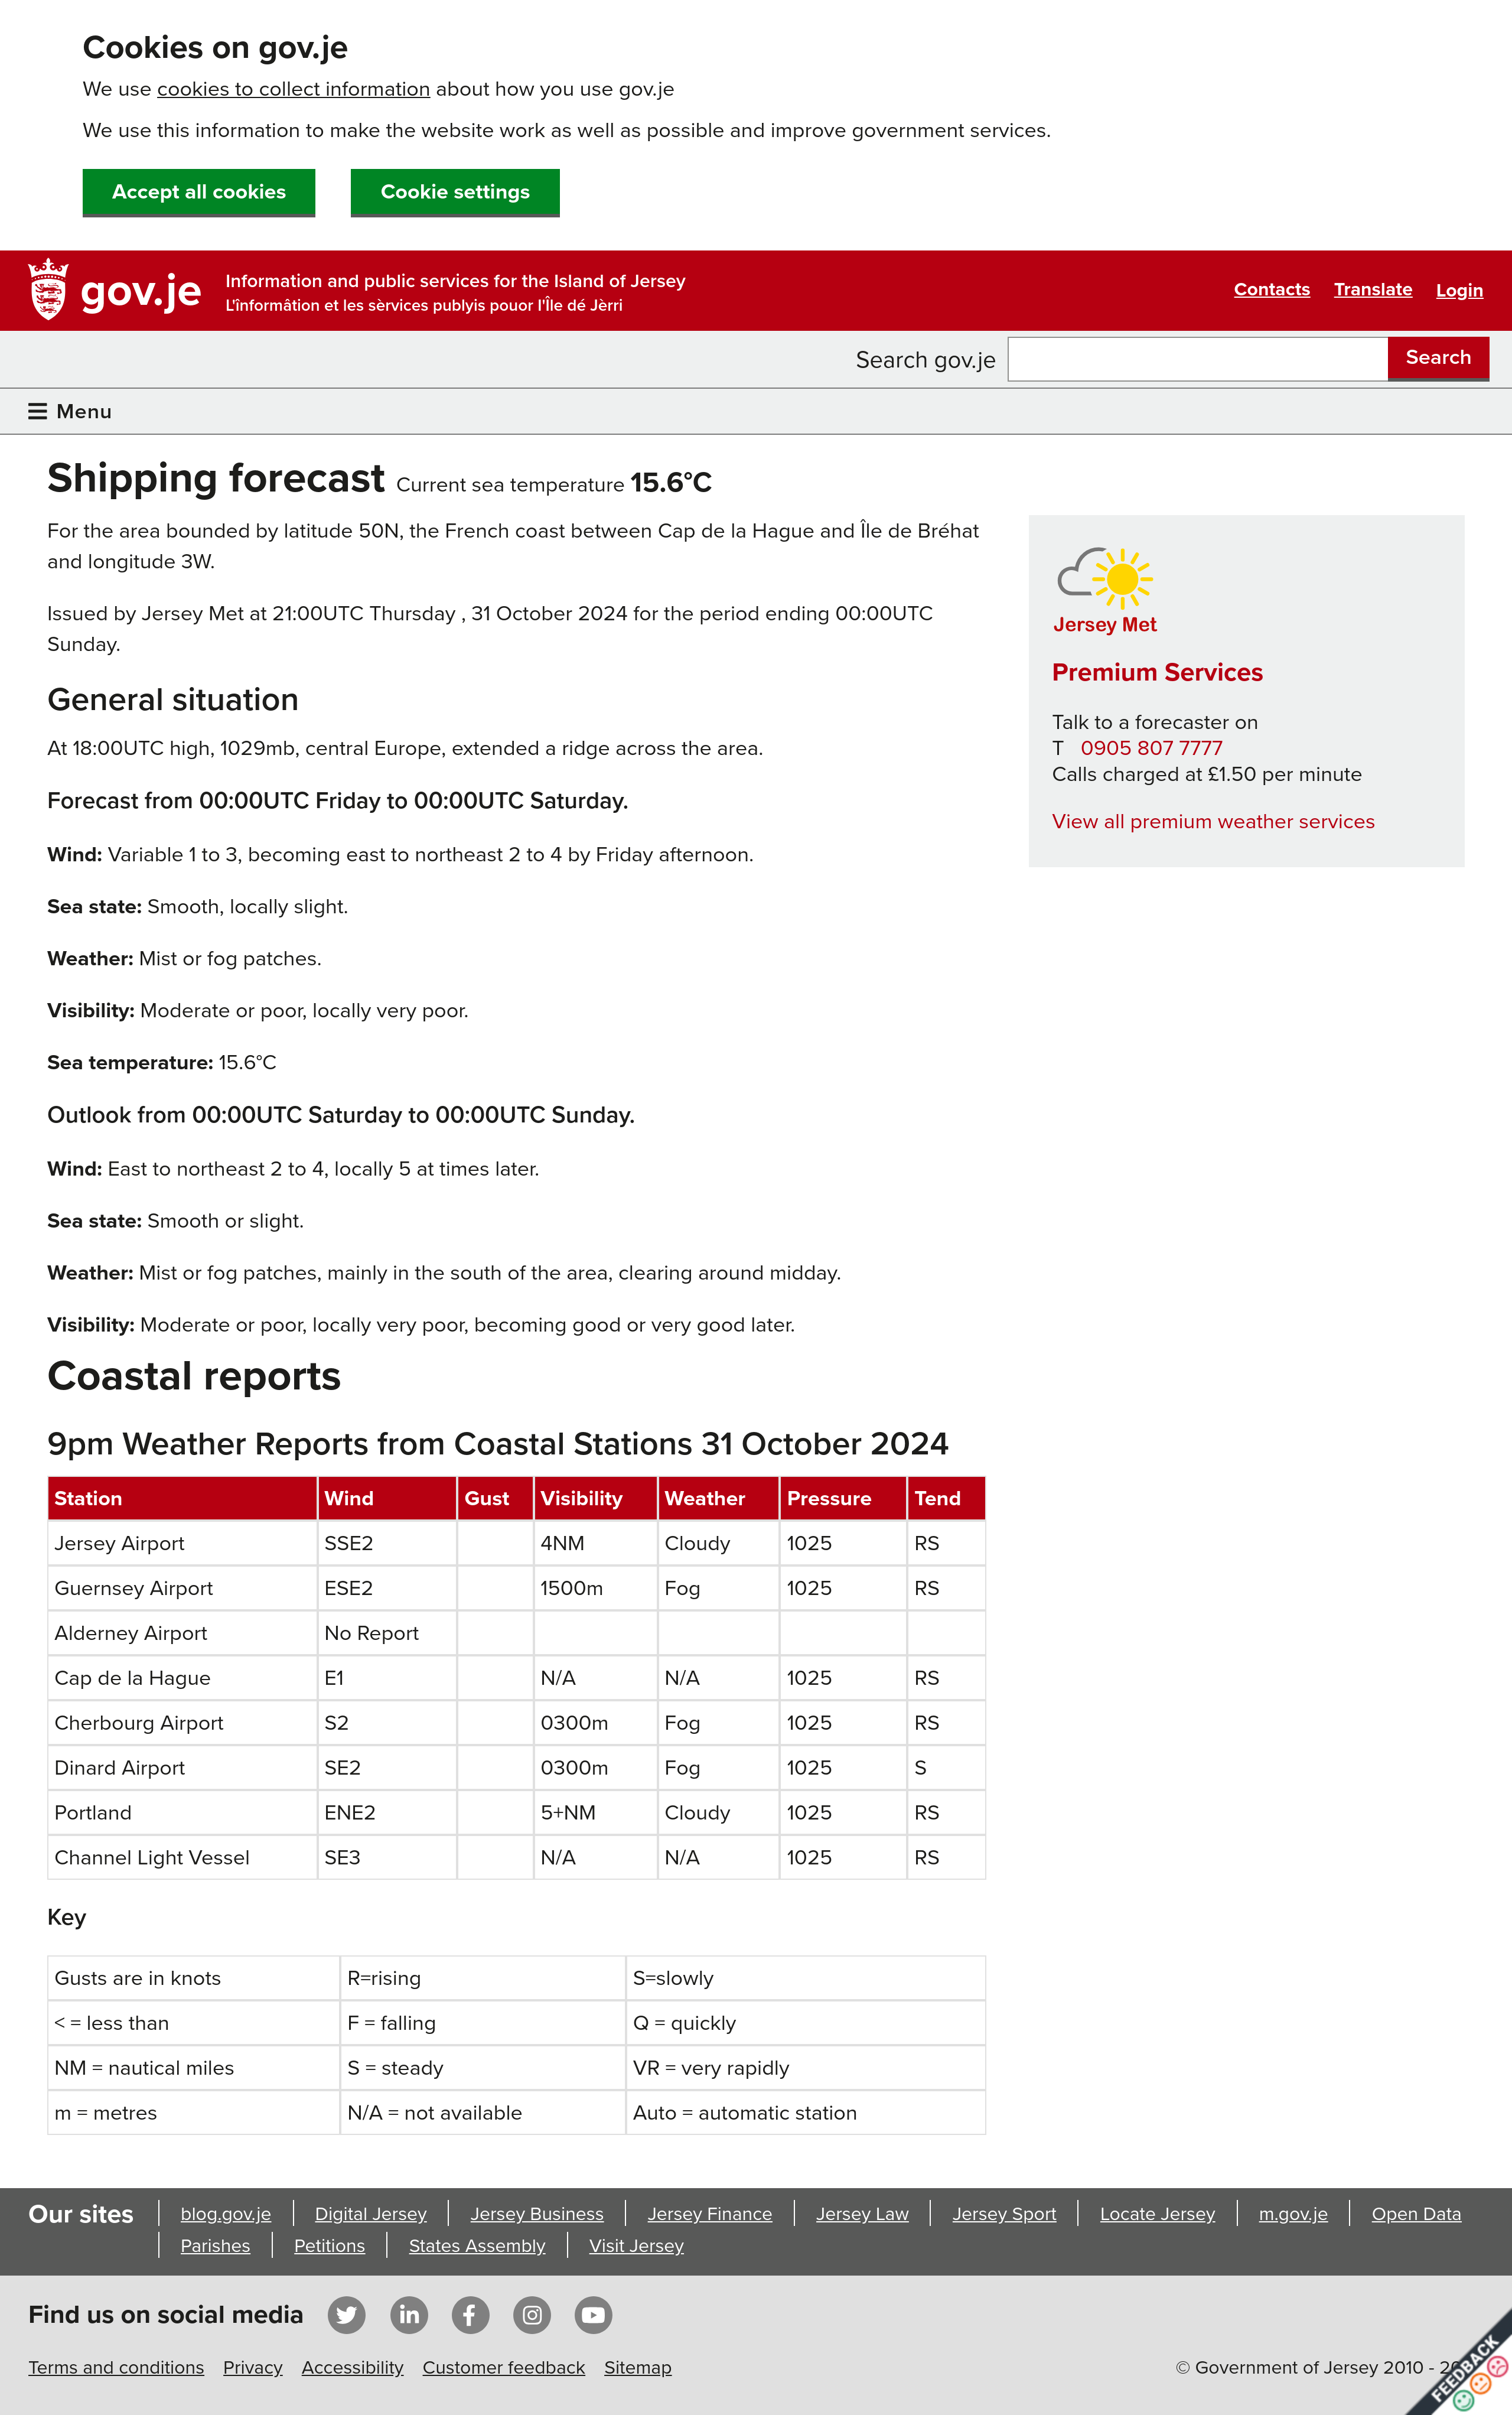 Cookies on gov.je
We use cookies to collect information about how you use gov.je
We use this information to make the website work as well as possible and improve government services.
Accept all cookies Cookie settings
gov.je Information and public services for the Island of Jersey
L'înformâtion et les sèrvices publyis pouor l'Île dé Jèrri
Contacts Translate Login
Search gov.je Search
Menu
Shipping forecast Current sea temperature 15.6°C
For the area bounded by latitude 50N, the French coast between Cap de la Hague and Île de Bréhat
and longitude 3W.
Issued by Jersey Met at 21:00UTC Thursday , 31 October 2024 for the period ending 00:00UTC
Sunday.
General situation
At 18:00UTC high, 1029mb, central Europe, extended a ridge across the area.
Forecast from 00:00UTC Friday to 00:00UTC Saturday.
Wind: Variable 1 to 3, becoming east to northeast 2 to 4 by Friday afternoon.
Sea state: Smooth, locally slight.
Weather: Mist or fog patches.
Visibility: Moderate or poor, locally very poor.
Sea temperature: 15.6°C
Outlook from 00:00UTC Saturday to 00:00UTC Sunday.
Wind: East to northeast 2 to 4, locally 5 at times later.
Sea state: Smooth or slight.
Weather: Mist or fog patches, mainly in the south of the area, clearing around midday.
Visibility: Moderate or poor, locally very poor, becoming good or very good later.
Jersey Met
Premium Services
Talk to a forecaster on
T 0905 807 7777
Calls charged at £1.50 per minute
View all premium weather services
Coastal reports
9pm Weather Reports from Coastal Stations 31 October 2024
Station Wind Gust Visibility Weather Pressure Tend
Jersey Airport SSE2 4NM Cloudy 1025 RS
Guernsey Airport ESE2 1500m Fog 1025 RS
Alderney Airport No Report
Cap de la Hague E1 N/A N/A 1025 RS
Cherbourg Airport S2 0300m Fog 1025 RS
Dinard Airport SE2 0300m Fog 1025 S
Portland ENE2 5+NM Cloudy 1025 RS
Channel Light Vessel SE3 N/A N/A 1025 RS
Key
Gusts are in knots R=rising S=slowly
< = less than F = falling Q = quickly
NM = nautical miles S = steady VR = very rapidly
m = metres N/A = not available Auto = automatic station
Our sites blog.gov.je Digital Jersey Jersey Business Jersey Finance Jersey Law Jersey Sport Locate Jersey m.gov.je Open Data
Parishes Petitions States Assembly Visit Jersey
Find us on social media
Terms and conditions Privacy Accessibility Customer feedback Sitemap
© Government of Jersey 2010 -
FEEDBACK